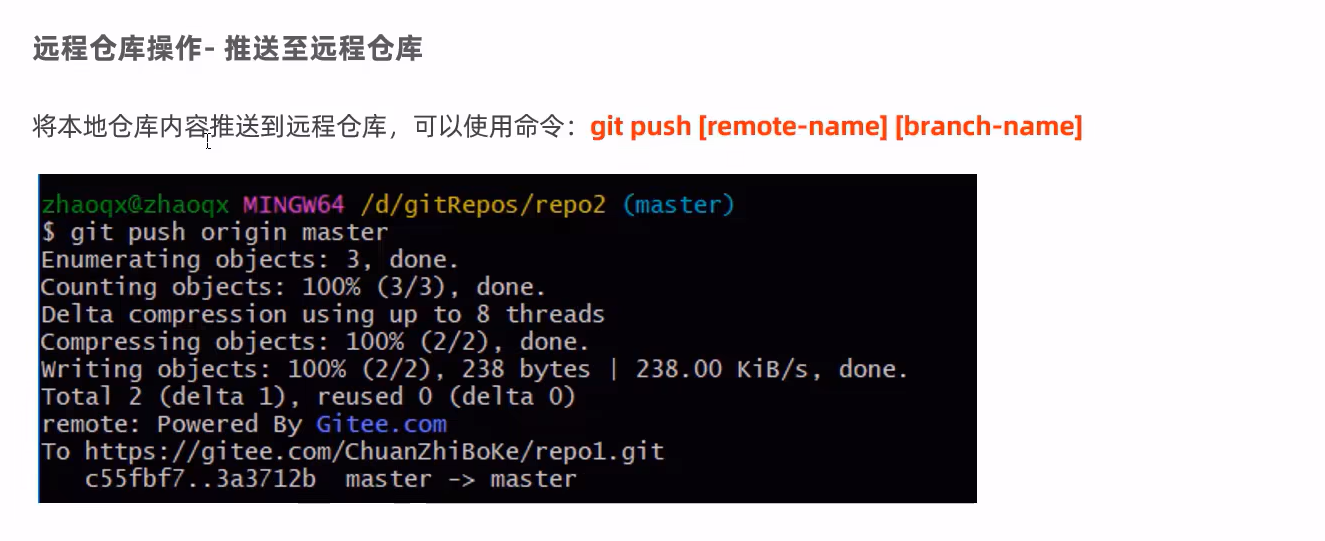 远程仓库操作- 推送至远程仓库
将本地仓库内容推送到远程仓库，可以使用命令：git push [remote-name] [branch-name]
zhaoqx@zhaoqx MINGW64 /d/gitRepos/repo2 (master)
$ git push origin master
Enumerating objects: 3, done.
Counting objects: 100% (3/3), done.
Delta compression using up to 8 threads
Compressing objects: 100% (2/2), done.
Writing objects: 100% (2/2), 238 bytes | 238.00 KiB/s, done.
Total 2 (delta 1), reused 0 (delta 0)
remote: Powered By Gitee.com
To https://gitee.com/ChuanZhiBoKe/repo1.git
   c55fbf7..3a3712b  master -> master